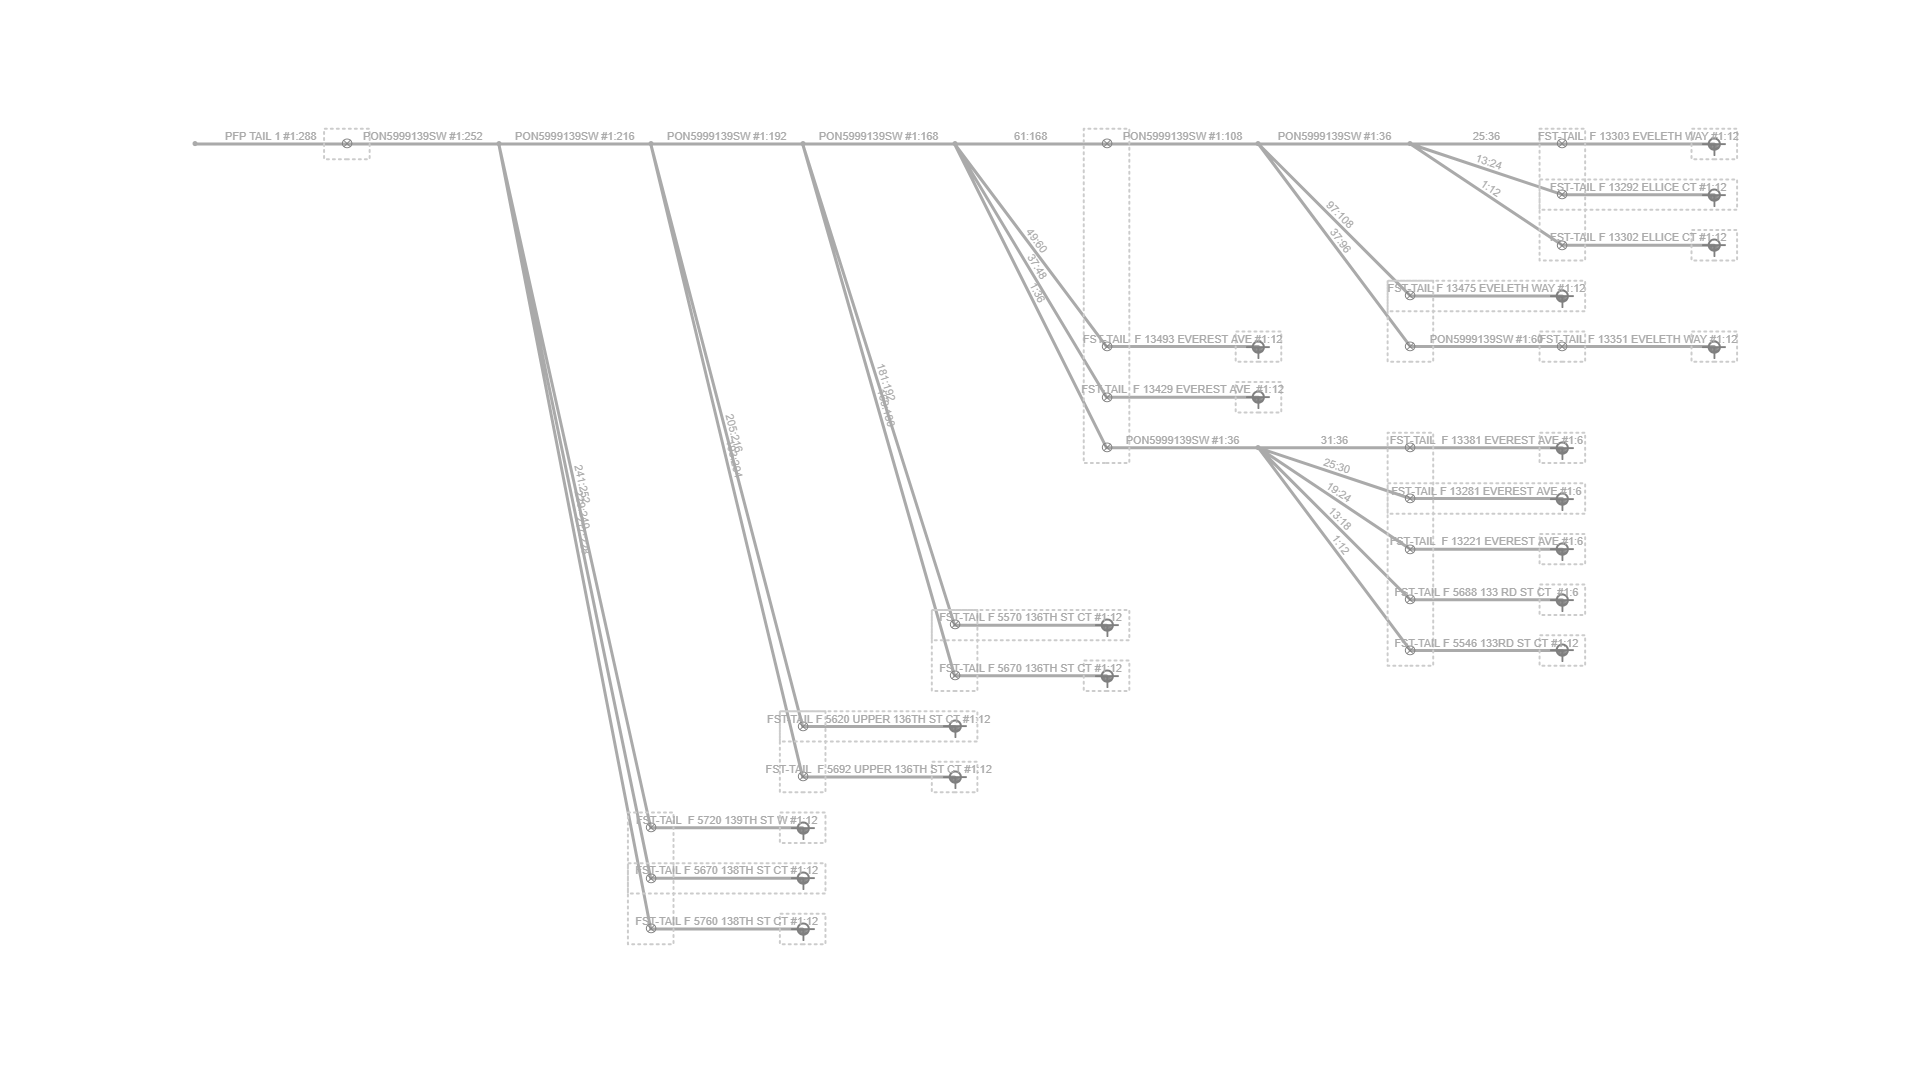 PFP TAIL 1 #1:288
PON5999139SW #1:252
PON5999139SW #1:216
PON5999139SW #1:192
PON5999139SW #1:168
61:168
PON5999139SW #1:108
PON5999139SW #1:36
25:36
FST-TAIL F 13303 EVELETH WAY #1:12
13:24
FST-TAIL F 13292 ELLICE CT #1:12
1:12
FST-TAIL F 13302 ELLICE CT #1:12
97:108
FST-TAIL F 13475 EVELETH WAY #1:12
37:96
PON5999139SW #1:60
FST-TAIL F 13351 EVELETH WAY #1:12
49:60
FST-TAIL F 13493 EVEREST AVE #1:12
37:48
FST-TAIL F 13429 EVEREST AVE #1:12
1:36
PON5999139SW #1:36
31:36
FST-TAIL F 13381 EVEREST AVE #1:6
25:30
FST-TAIL F 13281 EVEREST AVE #1:6
19:24
FST-TAIL F 13221 EVEREST AVE #1:6
13:18
FST-TAIL F 5688 133 RD ST CT #1:6
1:12
FST-TAIL F 5546 133RD ST CT #1:12
181:192
FST-TAIL F 5570 136TH ST CT #1:12
FST-TAIL F 5670 136TH ST CT #1:12
205:216
FST-TAIL F 5620 UPPER 136TH ST CT #1:12
FST-TAIL F 5692 UPPER 136TH ST CT #1:12
241:252
FST-TAIL F 5720 139TH ST W #1:12
FST-TAIL F 5670 138TH ST CT #1:12
FST-TAIL F 5760 138TH ST CT #1:12